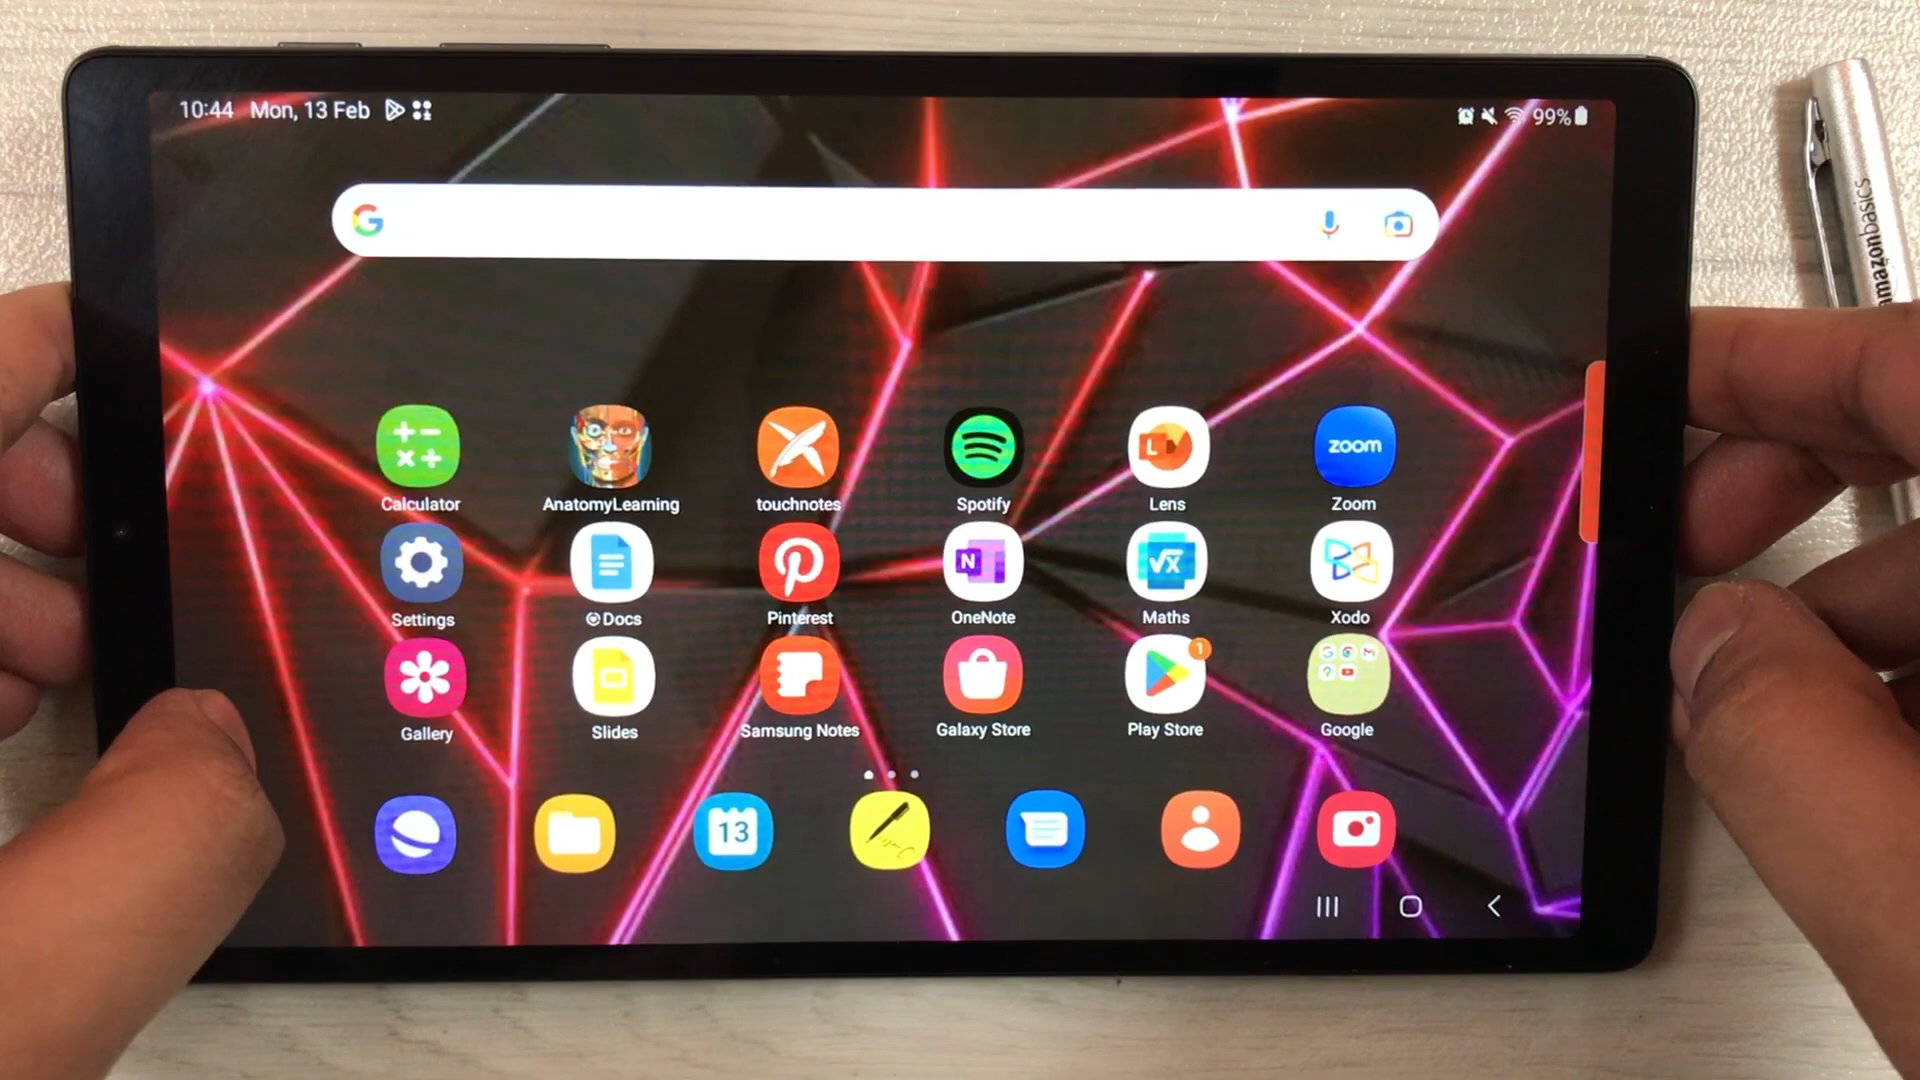 10:44 Mon, 13 Feb
99%
amazonbasics
Calculator
AnatomyLearning
touchnotes
Spotify
L
Lens
zoom
Zoom
Settings
Docs
Pinterest
N
OneNote
√x
Maths
Xodo
Gallery
Slides
Samsung Notes
Galaxy Store
1
Play Store
Google
13